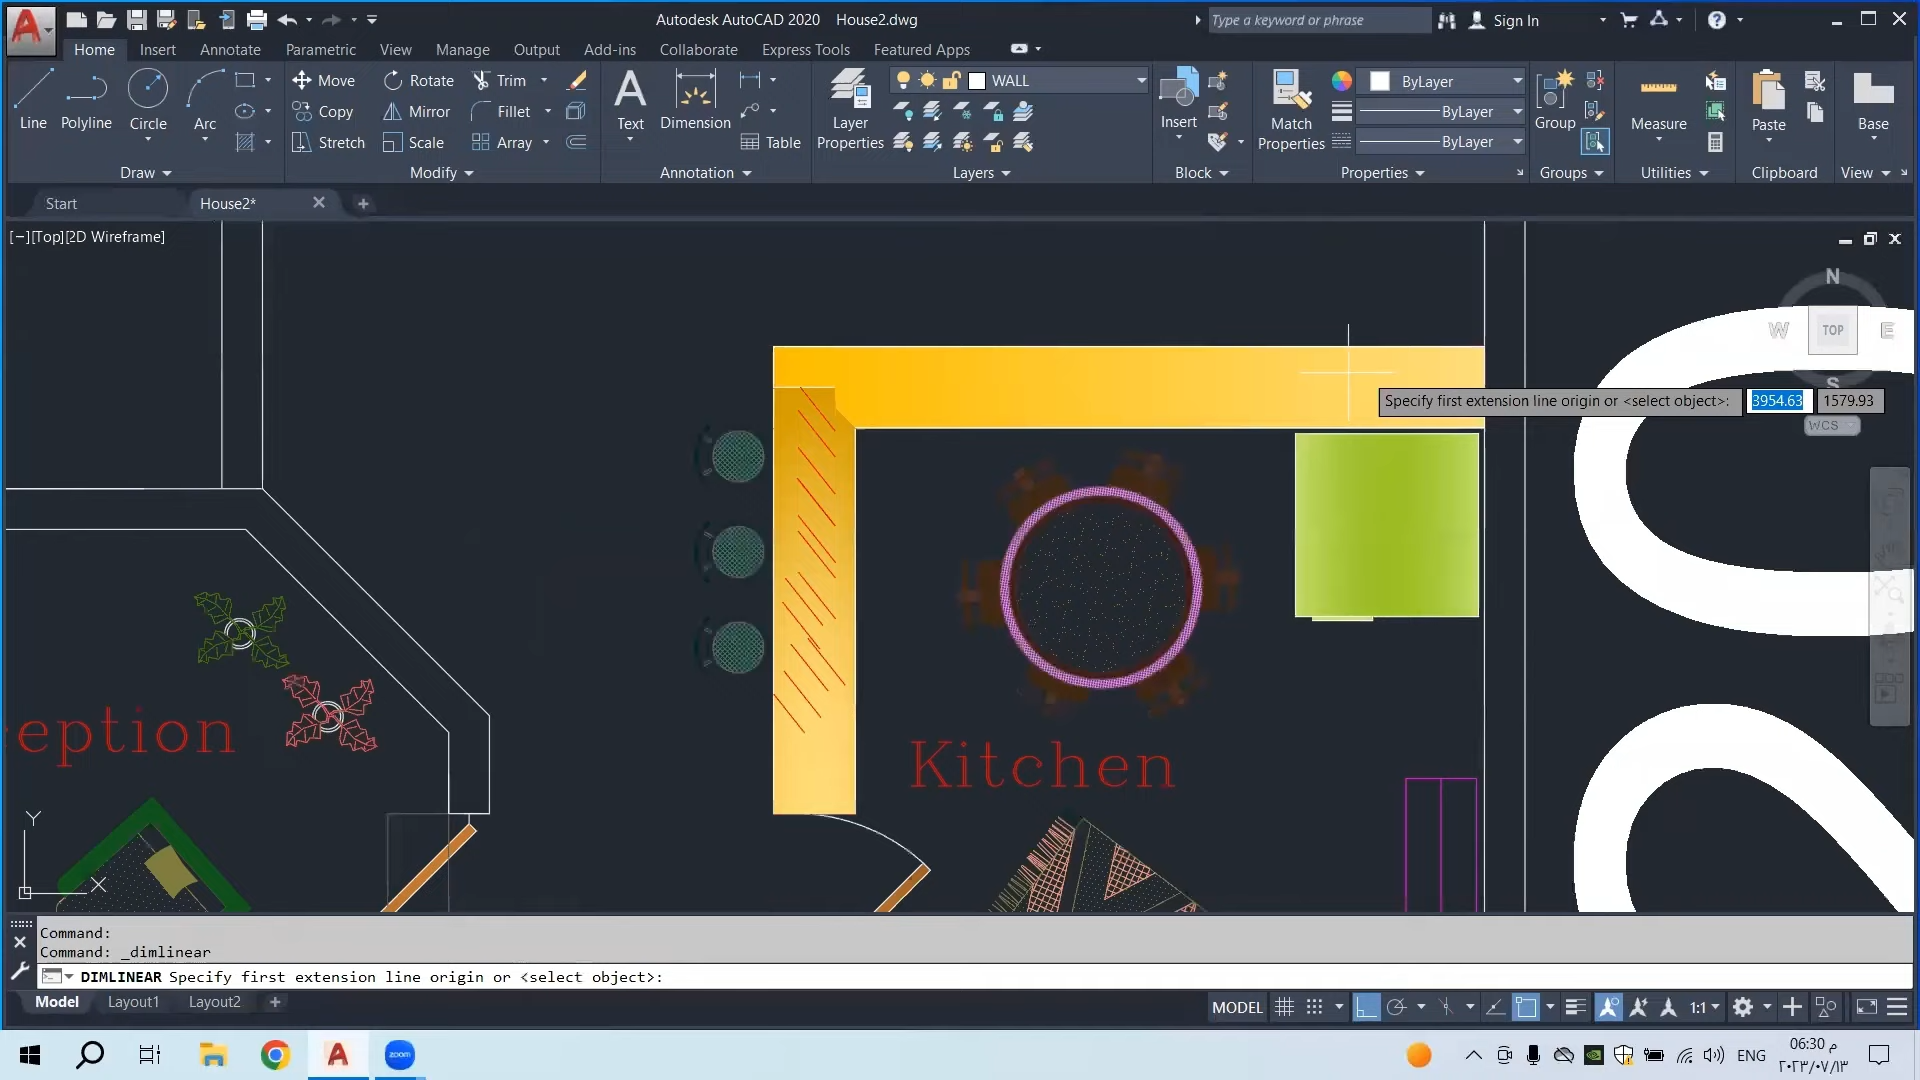 Autodesk AutoCAD 2020 House2.dwg
Type a keyword or phrase
Sign In
Home Insert Annotate Parametric View Manage Output Add-ins Collaborate Express Tools Featured Apps
Line Polyline Circle Arc
Move Rotate Trim
Copy Mirror Fillet
Stretch Scale Array
Text Dimension Table
Layer Properties
WALL
Insert
Match Properties
ByLayer
ByLayer
ByLayer
Group
Measure
Paste
Base
Draw Modify Annotation Layers Block Properties Groups Utilities Clipboard View
Start House2*
[−][Top][2D Wireframe]
N
W TOP E
S
WCS
Specify first extension line origin or <select object>: 3954.63 1579.93
eption
Kitchen
Y
X
Command:
Command: _dimlinear
DIMLINEAR Specify first extension line origin or <select object>:
Model Layout1 Layout2
MODEL 1:1
zoom
ENG
06:30 م
٢٠٢٣/٠٧/١٣